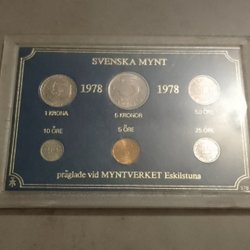 SVENSKA MYNT
1978 1978
1 KRONA 5 KRONOR 50 ÖRE
10 ÖRE 5 ÖRE 25 ÖRE
präglade vid MYNTVERKET Eskilstuna